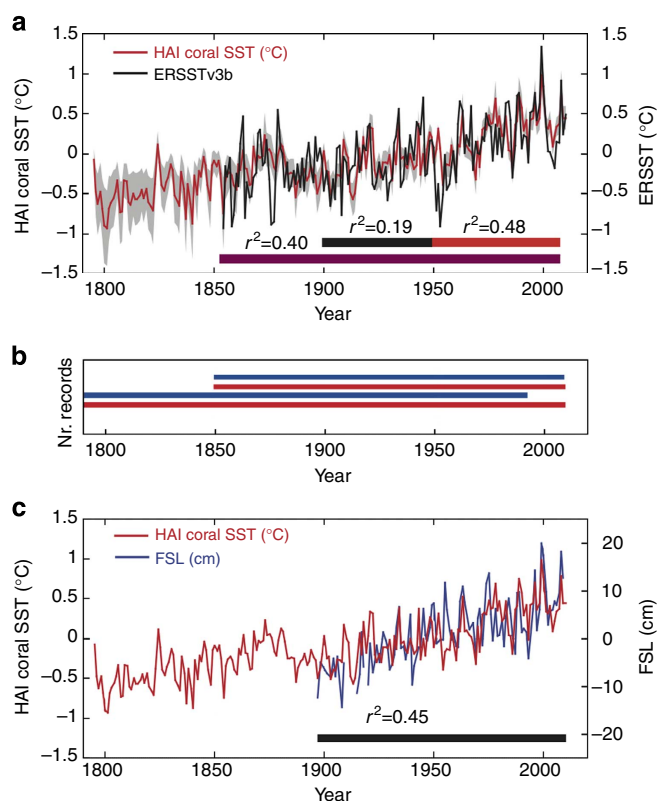 a
1.5 1.5
HAI coral SST (°C)
ERSSTv3b
1 1
0.5 0.5
0 0
−0.5 −0.5
−1 −1
−1.5 −1.5
HAI coral SST (°C)
ERSST (°C)
r²=0.40 r²=0.19 r²=0.48
1800 1850 1900 1950 2000
Year
b
Nr. records
1800 1850 1900 1950 2000
Year
c
1.5
HAI coral SST (°C)
FSL (cm)
20
1
0.5 10
0 0
−0.5 −10
−1
−20
−1.5
HAI coral SST (°C)
FSL (cm)
r²=0.45
1800 1850 1900 1950 2000
Year